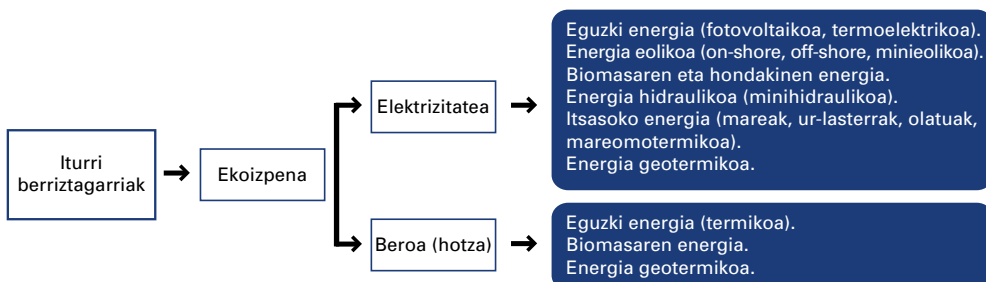 Iturri
berriztagarriak
Ekoizpena
Elektrizitatea
Eguzki energia (fotovoltaikoa, termoelektrikoa).
Energia eolikoa (on-shore, off-shore, minieolikoa).
Biomasaren eta hondakinen energia.
Energia hidraulikoa (minihidraulikoa).
Itsasoko energia (mareak, ur-lasterrak, olatuak,
mareomotermikoa).
Energia geotermikoa.
Beroa (hotza)
Eguzki energia (termikoa).
Biomasaren energia.
Energia geotermikoa.